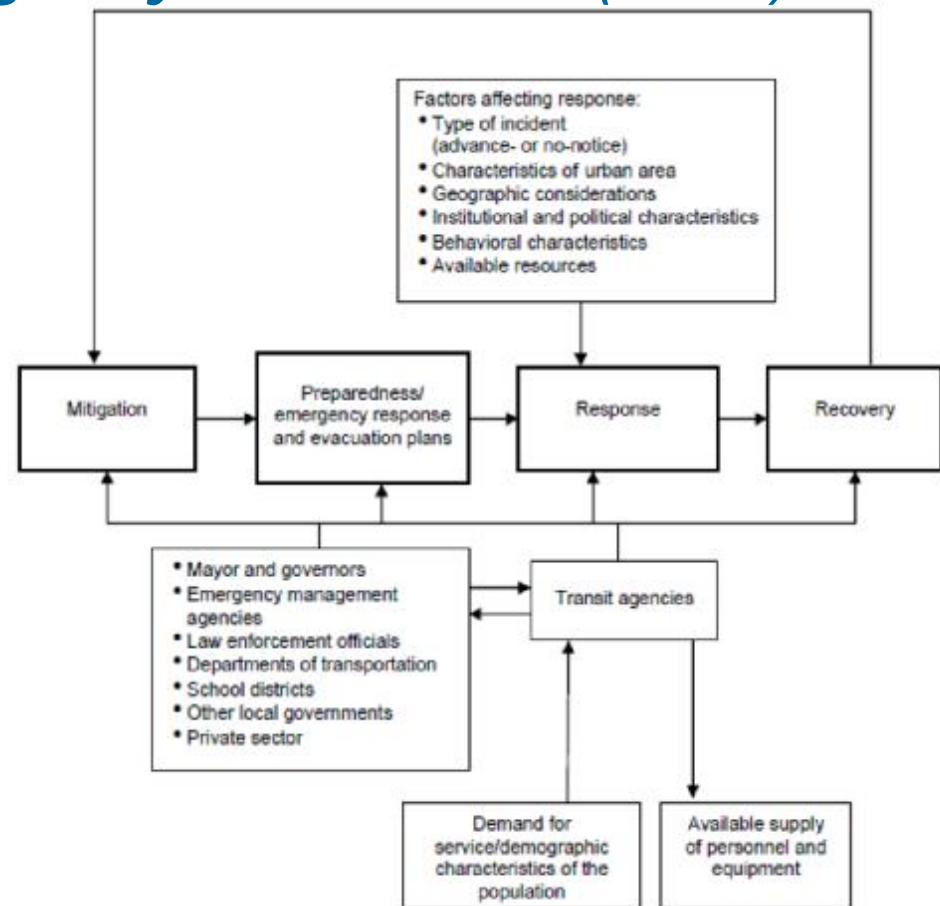 Factors affecting response:
• Type of incident
(advance- or no-notice)
• Characteristics of urban area
• Geographic considerations
• Institutional and political characteristics
• Behavioral characteristics
• Available resources
Mitigation
Preparedness/
emergency response
and evacuation plans
Response
Recovery
• Mayor and governors
• Emergency management
agencies
• Law enforcement officials
• Departments of transportation
• School districts
• Other local governments
• Private sector
Transit agencies
Demand for
service/demographic
characteristics of the
population
Available supply
of personnel and
equipment